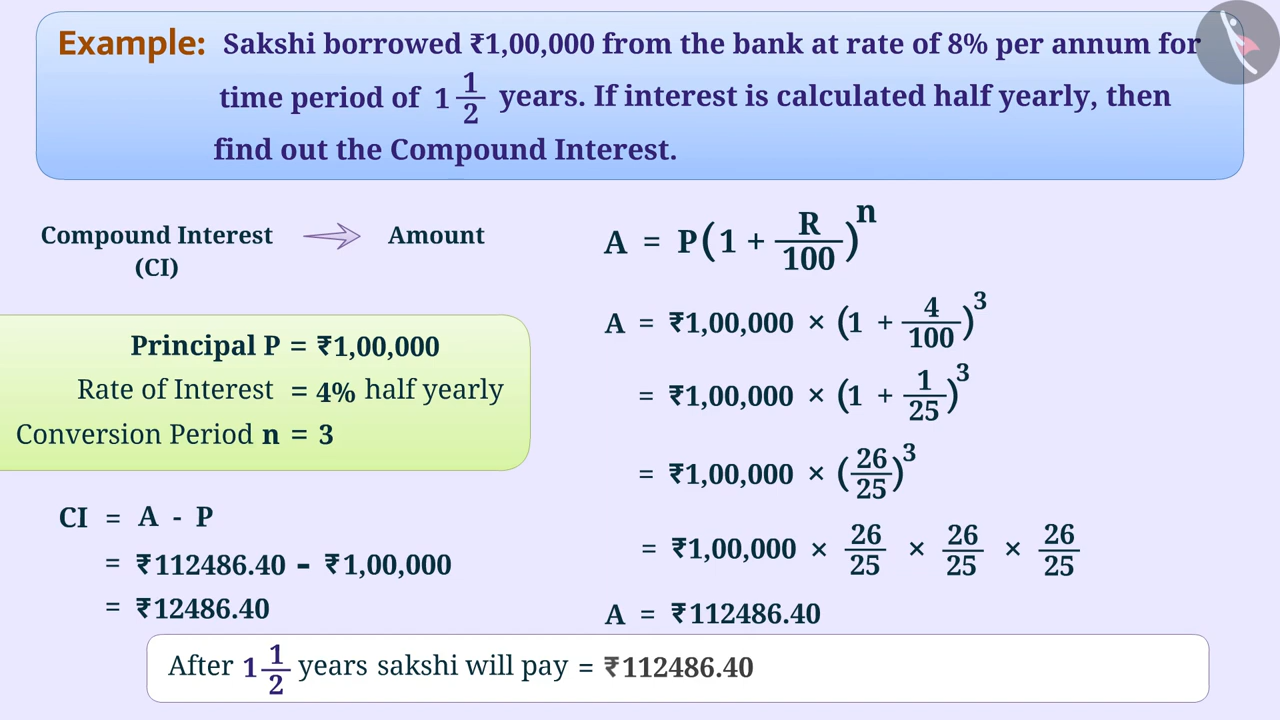 Example: Sakshi borrowed ₹1,00,000 from the bank at rate of 8% per annum for
time period of 1 1/2 years. If interest is calculated half yearly, then
find out the Compound Interest.
Compound Interest Amount
(CI)
Principal P = ₹1,00,000
Rate of Interest = 4% half yearly
Conversion Period n = 3
CI = A - P
= ₹112486.40 - ₹1,00,000
= ₹12486.40
A = P(1 + R/100)^n
A = ₹1,00,000 × (1 + 4/100)^3
= ₹1,00,000 × (1 + 1/25)^3
= ₹1,00,000 × (26/25)^3
= ₹1,00,000 × 26/25 × 26/25 × 26/25
A = ₹112486.40
After 1 1/2 years sakshi will pay = ₹112486.40